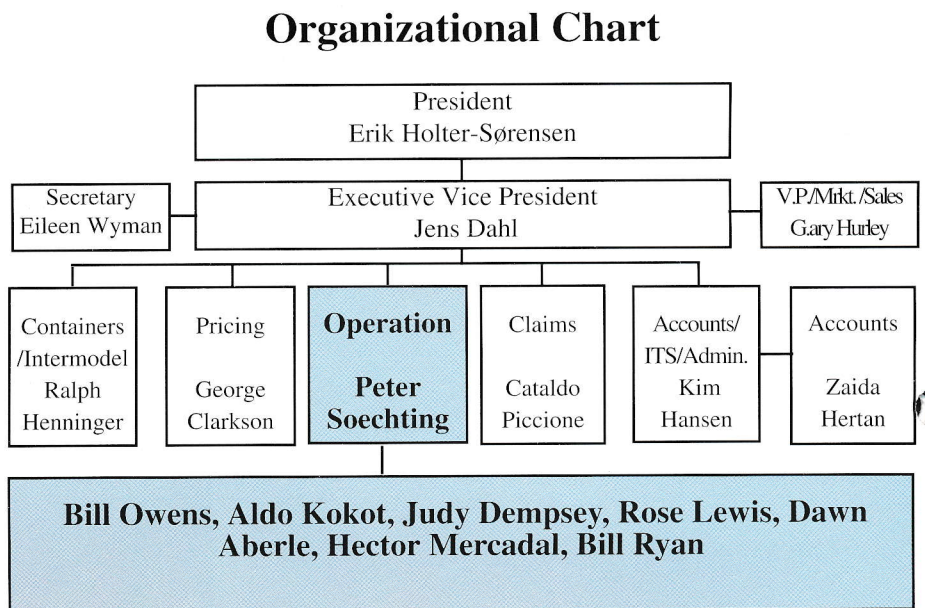 Organizational Chart
President
Erik Holter-Sørensen
Secretary
Eileen Wyman
Executive Vice President
Jens Dahl
V.P./Mrkt./Sales
Gary Hurley
Containers
/Intermodel
Ralph
Henninger
Pricing
George
Clarkson
Operation
Peter
Soechting
Claims
Cataldo
Piccione
Accounts/
ITS/Admin.
Kim
Hansen
Accounts
Zaida
Hertan
Bill Owens, Aldo Kokot, Judy Dempsey, Rose Lewis, Dawn
Aberle, Hector Mercadal, Bill Ryan